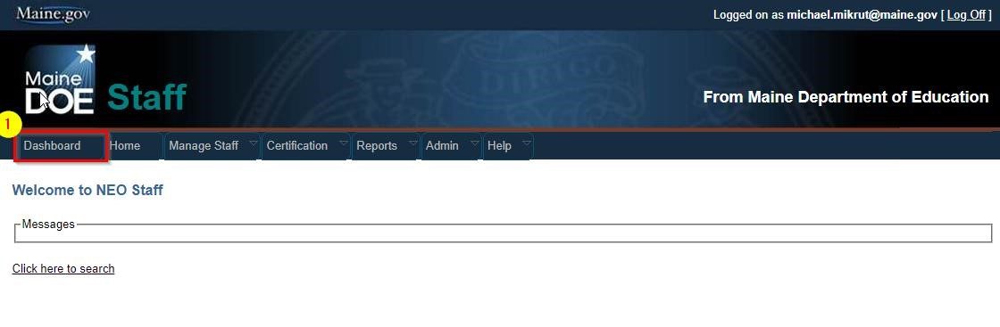 Maine.gov
Logged on as michael.mikrut@maine.gov [ Log Off ]
Maine
DOE
Staff
DIRIGO
From Maine Department of Education
1
Dashboard Home Manage Staff Certification Reports Admin Help
Welcome to NEO Staff
Messages
Click here to search